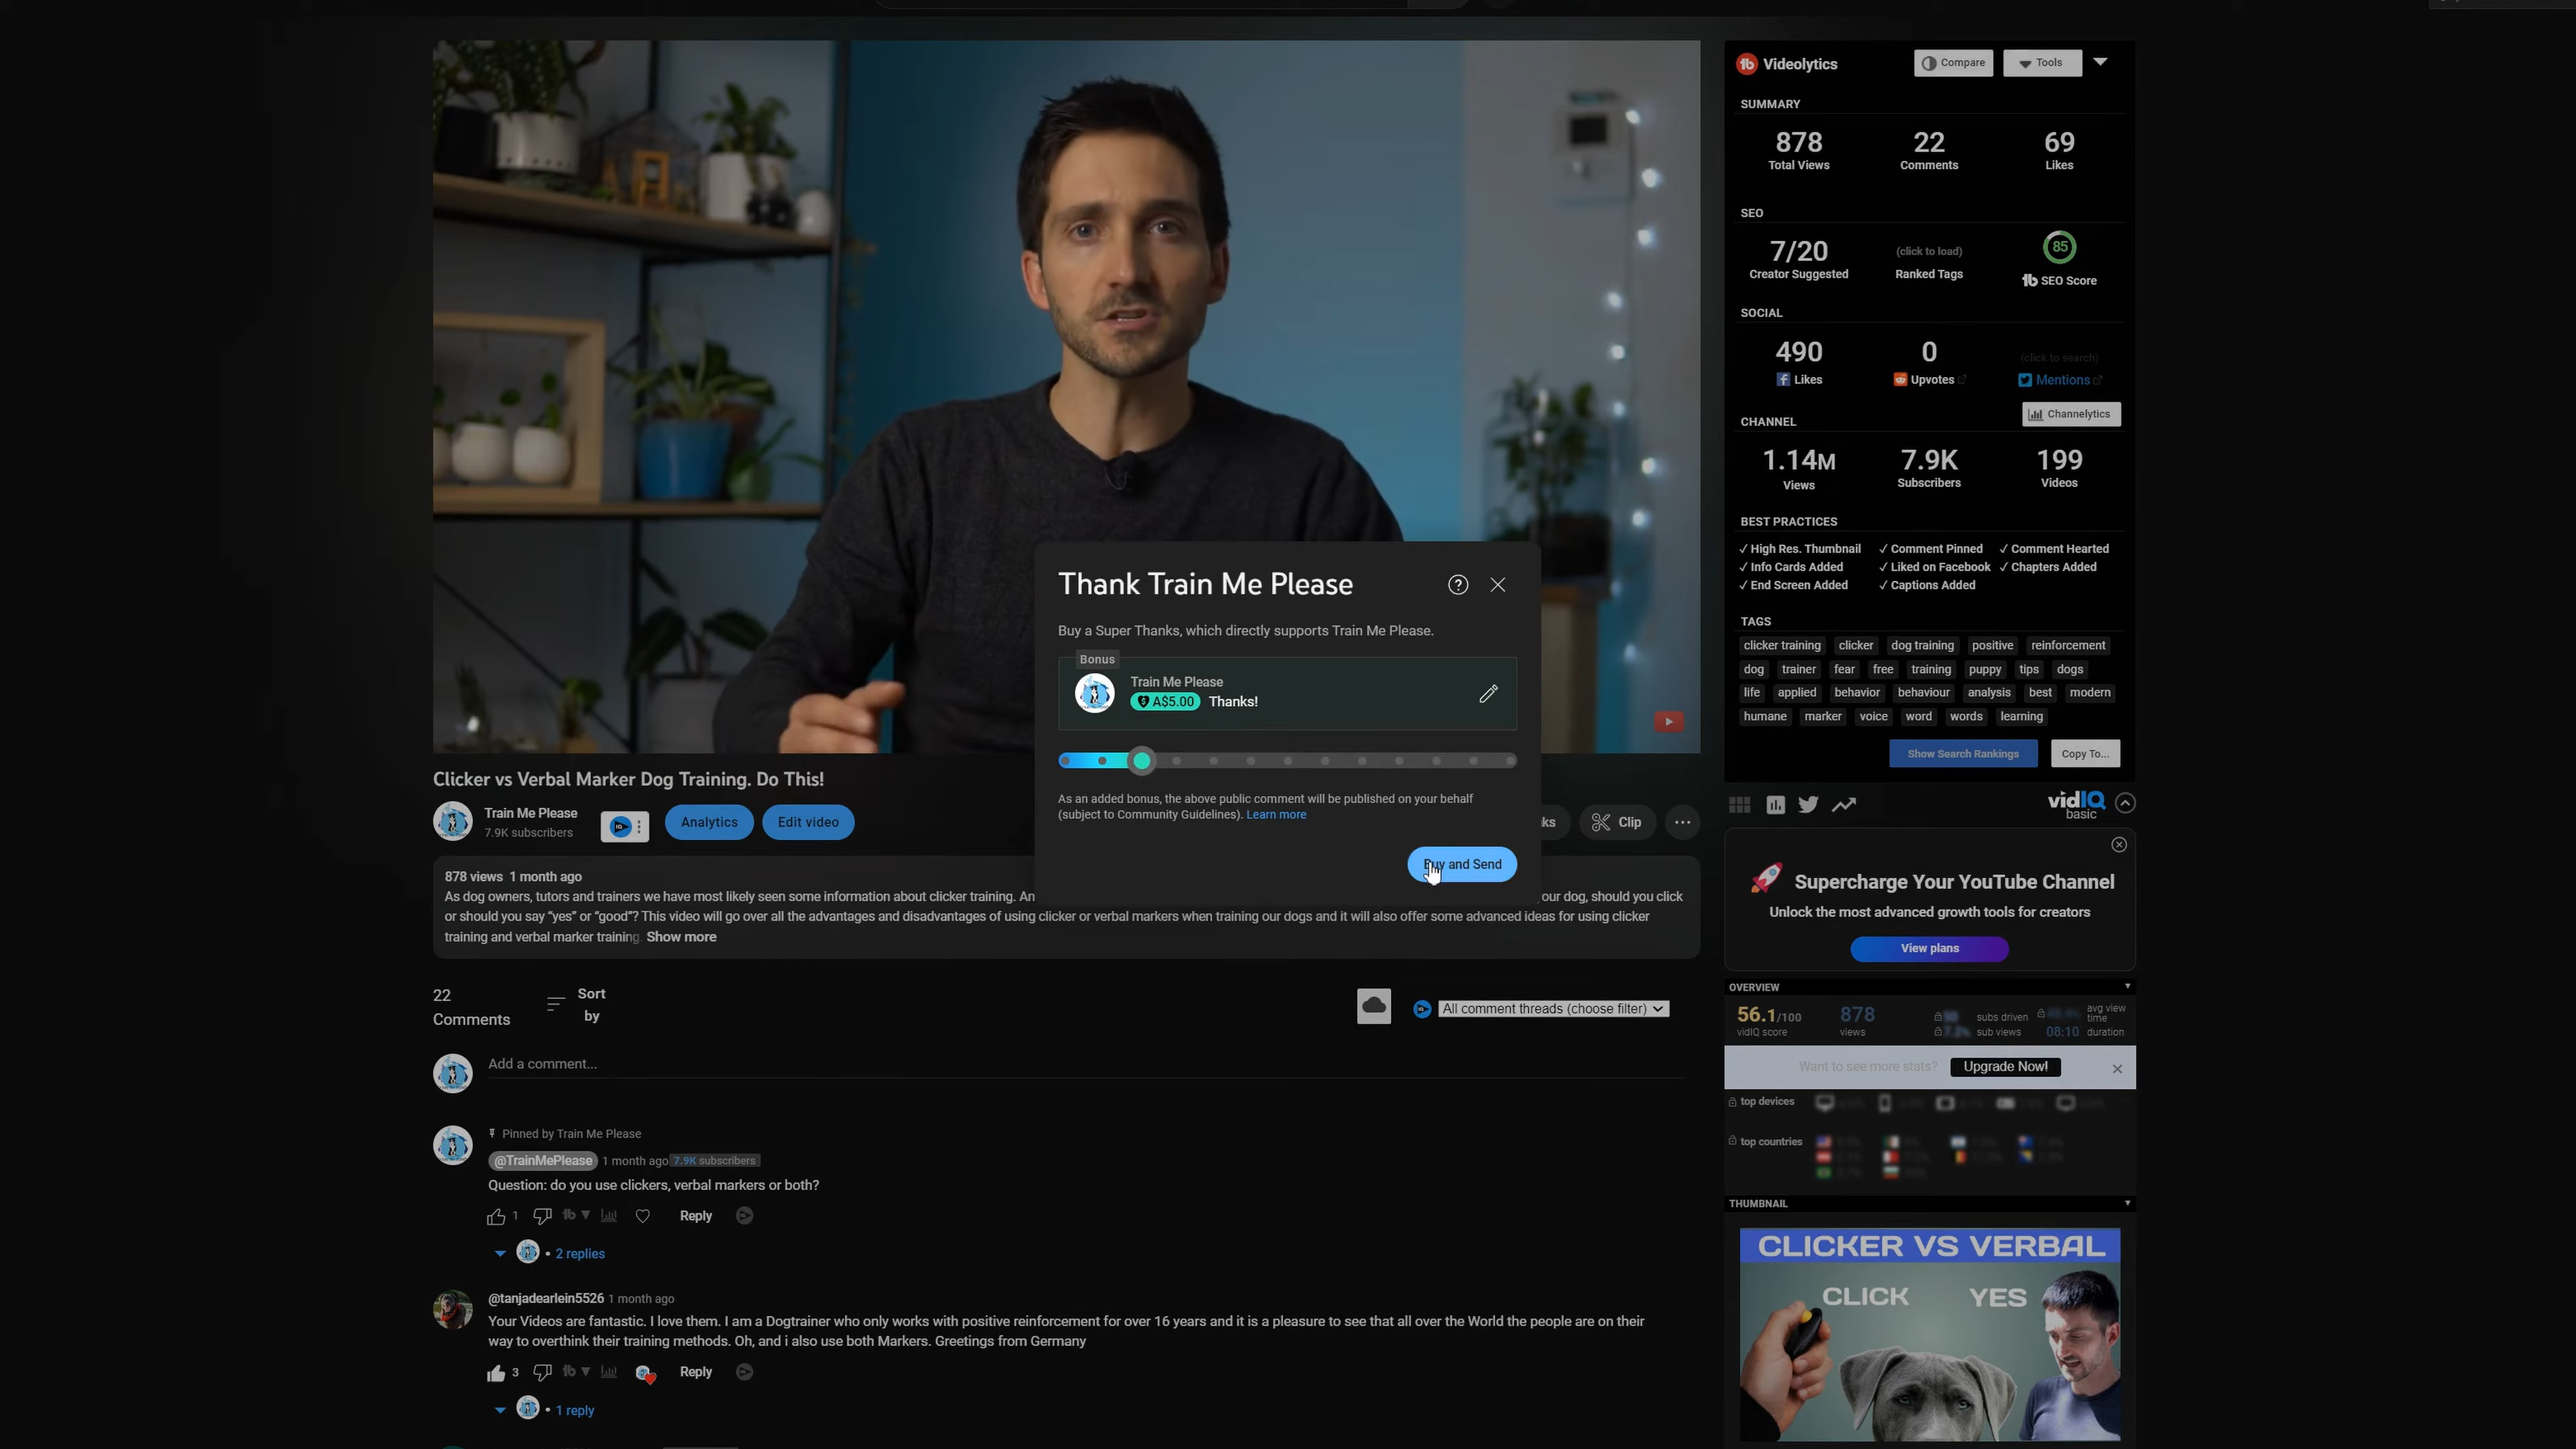 Clicker vs Verbal Marker Dog Training. Do This!
Train Me Please
7.9K subscribers
Analytics
Edit video
Clip
878 views 1 month ago
As dog owners, tutors and trainers we have most likely seen some information about clicker training. An our dog, should you click
or should you say “yes” or “good”? This video will go over all the advantages and disadvantages of using clicker or verbal markers when training our dogs and it will also offer some advanced ideas for using clicker
training and verbal marker training. Show more
Thank Train Me Please
Buy a Super Thanks, which directly supports Train Me Please.
Bonus
Train Me Please
A$5.00 Thanks!
As an added bonus, the above public comment will be published on your behalf
(subject to Community Guidelines). Learn more
Buy and Send
22
Comments
Sort
by
All comment threads (choose filter)
Add a comment...
Pinned by Train Me Please
@TrainMePlease 1 month ago 7.9K subscribers
Question: do you use clickers, verbal markers or both?
1 Reply
• 2 replies
@tanjadearlein5526 1 month ago
Your Videos are fantastic. I love them. I am a Dogtrainer who only works with positive reinforcement for over 16 years and it is a pleasure to see that all over the World the people are on their
way to overthink their training methods. Oh, and i also use both Markers. Greetings from Germany
3 Reply
• 1 reply
Videolytics
Compare
Tools
SUMMARY
878 22 69
Total Views Comments Likes
SEO
7/20 (click to load) 85
Creator Suggested Ranked Tags SEO Score
SOCIAL
490 0 (click to search)
Likes Upvotes Mentions
Channelytics
CHANNEL
1.14M 7.9K 199
Views Subscribers Videos
BEST PRACTICES
✓ High Res. Thumbnail ✓ Comment Pinned ✓ Comment Hearted
✓ Info Cards Added ✓ Liked on Facebook ✓ Chapters Added
✓ End Screen Added ✓ Captions Added
TAGS
clicker training clicker dog training positive reinforcement
dog trainer fear free training puppy tips dogs
life applied behavior behaviour analysis best modern
humane marker voice word words learning
Show Search Rankings Copy To...
vidIQ
basic
Supercharge Your YouTube Channel
Unlock the most advanced growth tools for creators
View plans
OVERVIEW
56.1/100 878 subs driven avg view time
vidIQ score views 7.2% sub views 08:10 duration
Want to see more stats? Upgrade Now!
top devices
top countries
THUMBNAIL
CLICKER VS VERBAL
CLICK YES